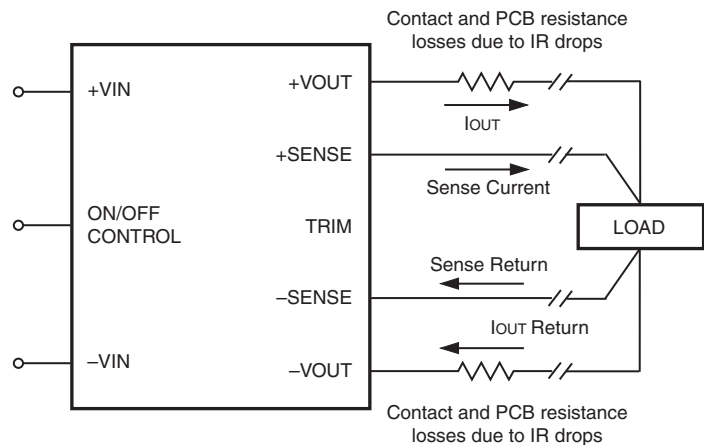 Contact and PCB resistance
losses due to IR drops
+VIN
+VOUT
IOUT
+SENSE
Sense Current
ON/OFF
CONTROL
TRIM
LOAD
Sense Return
–SENSE
IOUT Return
–VIN
–VOUT
Contact and PCB resistance
losses due to IR drops